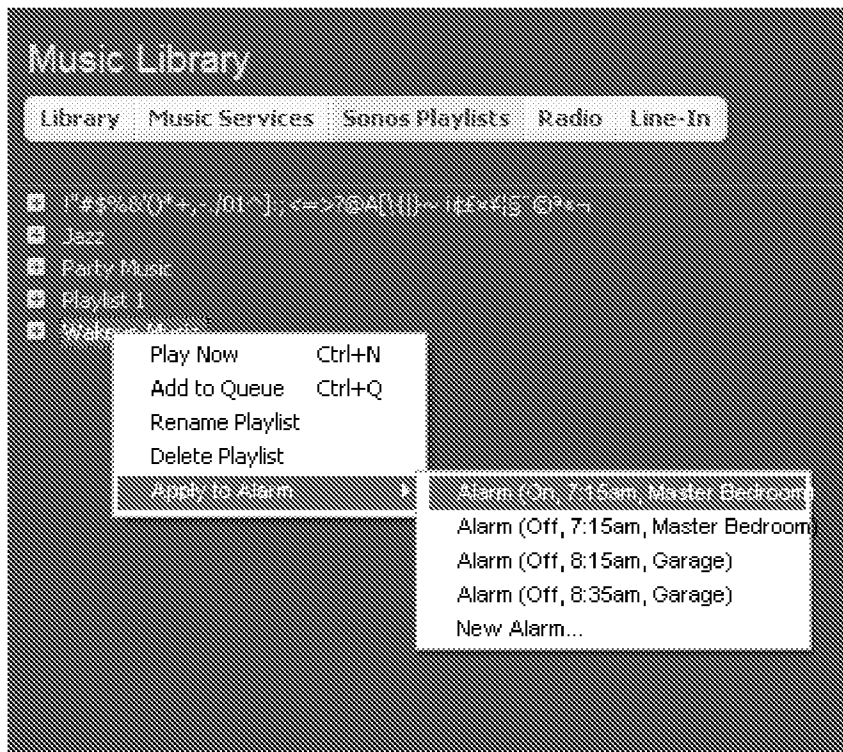 Music Library
Library Music Services Sonos Playlists Radio Line-In
Jazz
Party Music
Playlist 1
Wakeup Music
Play Now Ctrl+N
Add to Queue Ctrl+Q
Rename Playlist
Delete Playlist
Apply to Alarm
Alarm (On, 7:15am, Master Bedroom)
Alarm (Off, 7:15am, Master Bedroom)
Alarm (Off, 8:15am, Garage)
Alarm (Off, 8:35am, Garage)
New Alarm...